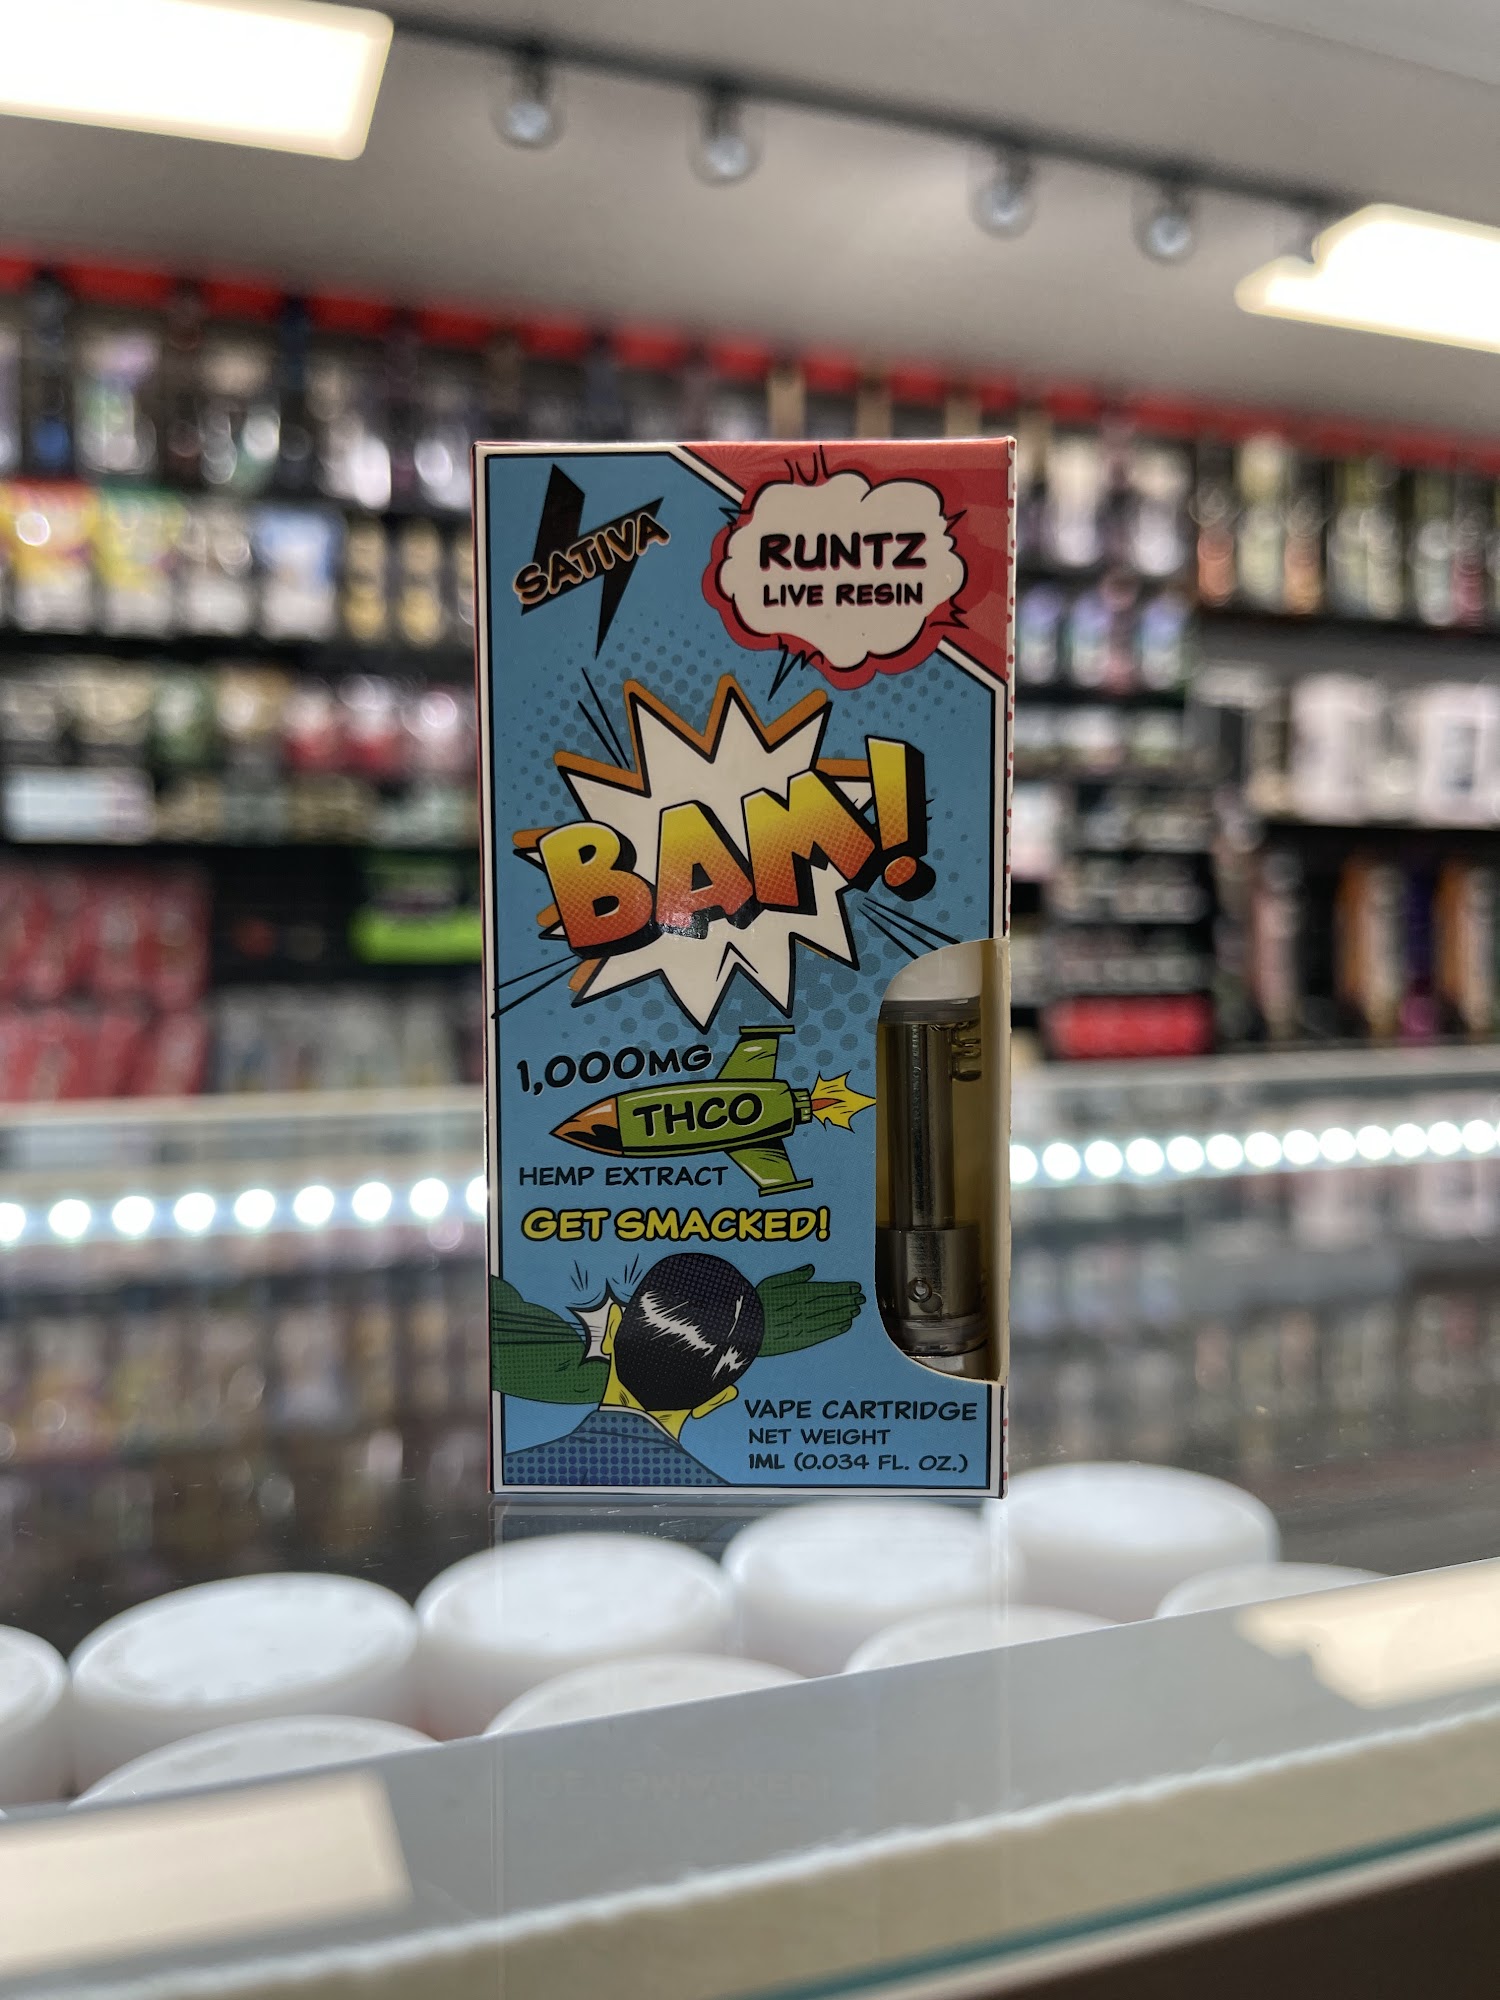 SATIVA
RUNTZ
LIVE RESIN
BAM!
1,000MG
THCO
HEMP EXTRACT
GET SMACKED!
VAPE CARTRIDGE
NET WEIGHT
1ML (0.034 FL. OZ.)